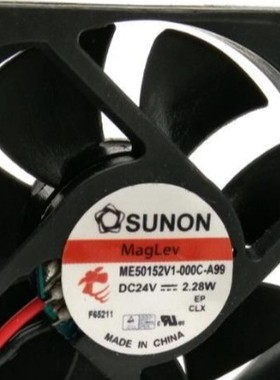 SUNON
MagLev
ME50152V1-000C-A99
DC24V ⎓ 2.28W
EP
CLX
F65211
MADE IN CHINA